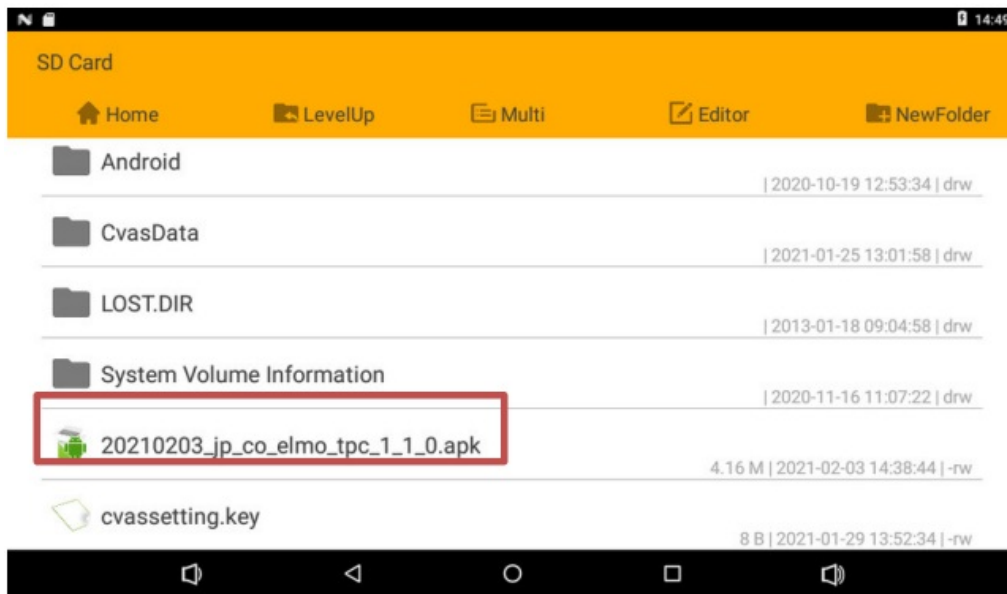 14:49
SD Card
Home LevelUp Multi Editor NewFolder
Android
| 2020-10-19 12:53:34 | drw
CvasData
| 2021-01-25 13:01:58 | drw
LOST.DIR
| 2013-01-18 09:04:58 | drw
System Volume Information
| 2020-11-16 11:07:22 | drw
20210203_jp_co_elmo_tpc_1_1_0.apk
4.16 M | 2021-02-03 14:38:44 | -rw
cvassetting.key
8 B | 2021-01-29 13:52:34 | -rw